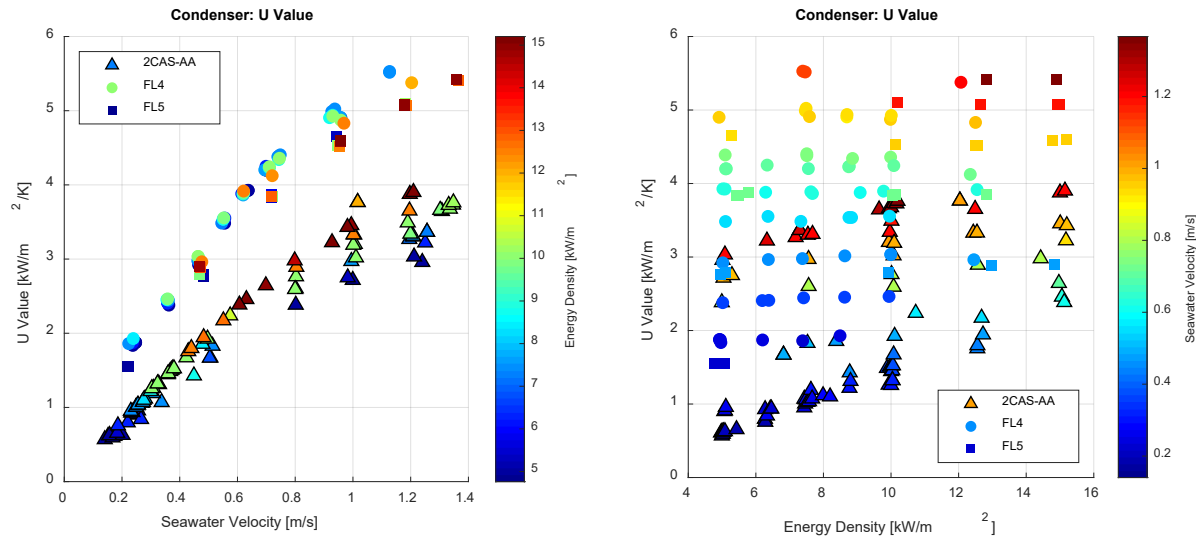 Condenser: U Value
6
5
4
3
2
1
0
U Value [kW/m 2/K]
0 0.2 0.4 0.6 0.8 1 1.2 1.4
Seawater Velocity [m/s]
2CAS-AA
FL4
FL5
15
14
13
12
11
10
9
8
7
6
5
Energy Density [kW/m 2]
Condenser: U Value
6
5
4
3
2
1
0
U Value [kW/m 2/K]
4 6 8 10 12 14 16
Energy Density [kW/m 2]
2CAS-AA
FL4
FL5
1.2
1
0.8
0.6
0.4
0.2
Seawater Velocity [m/s]